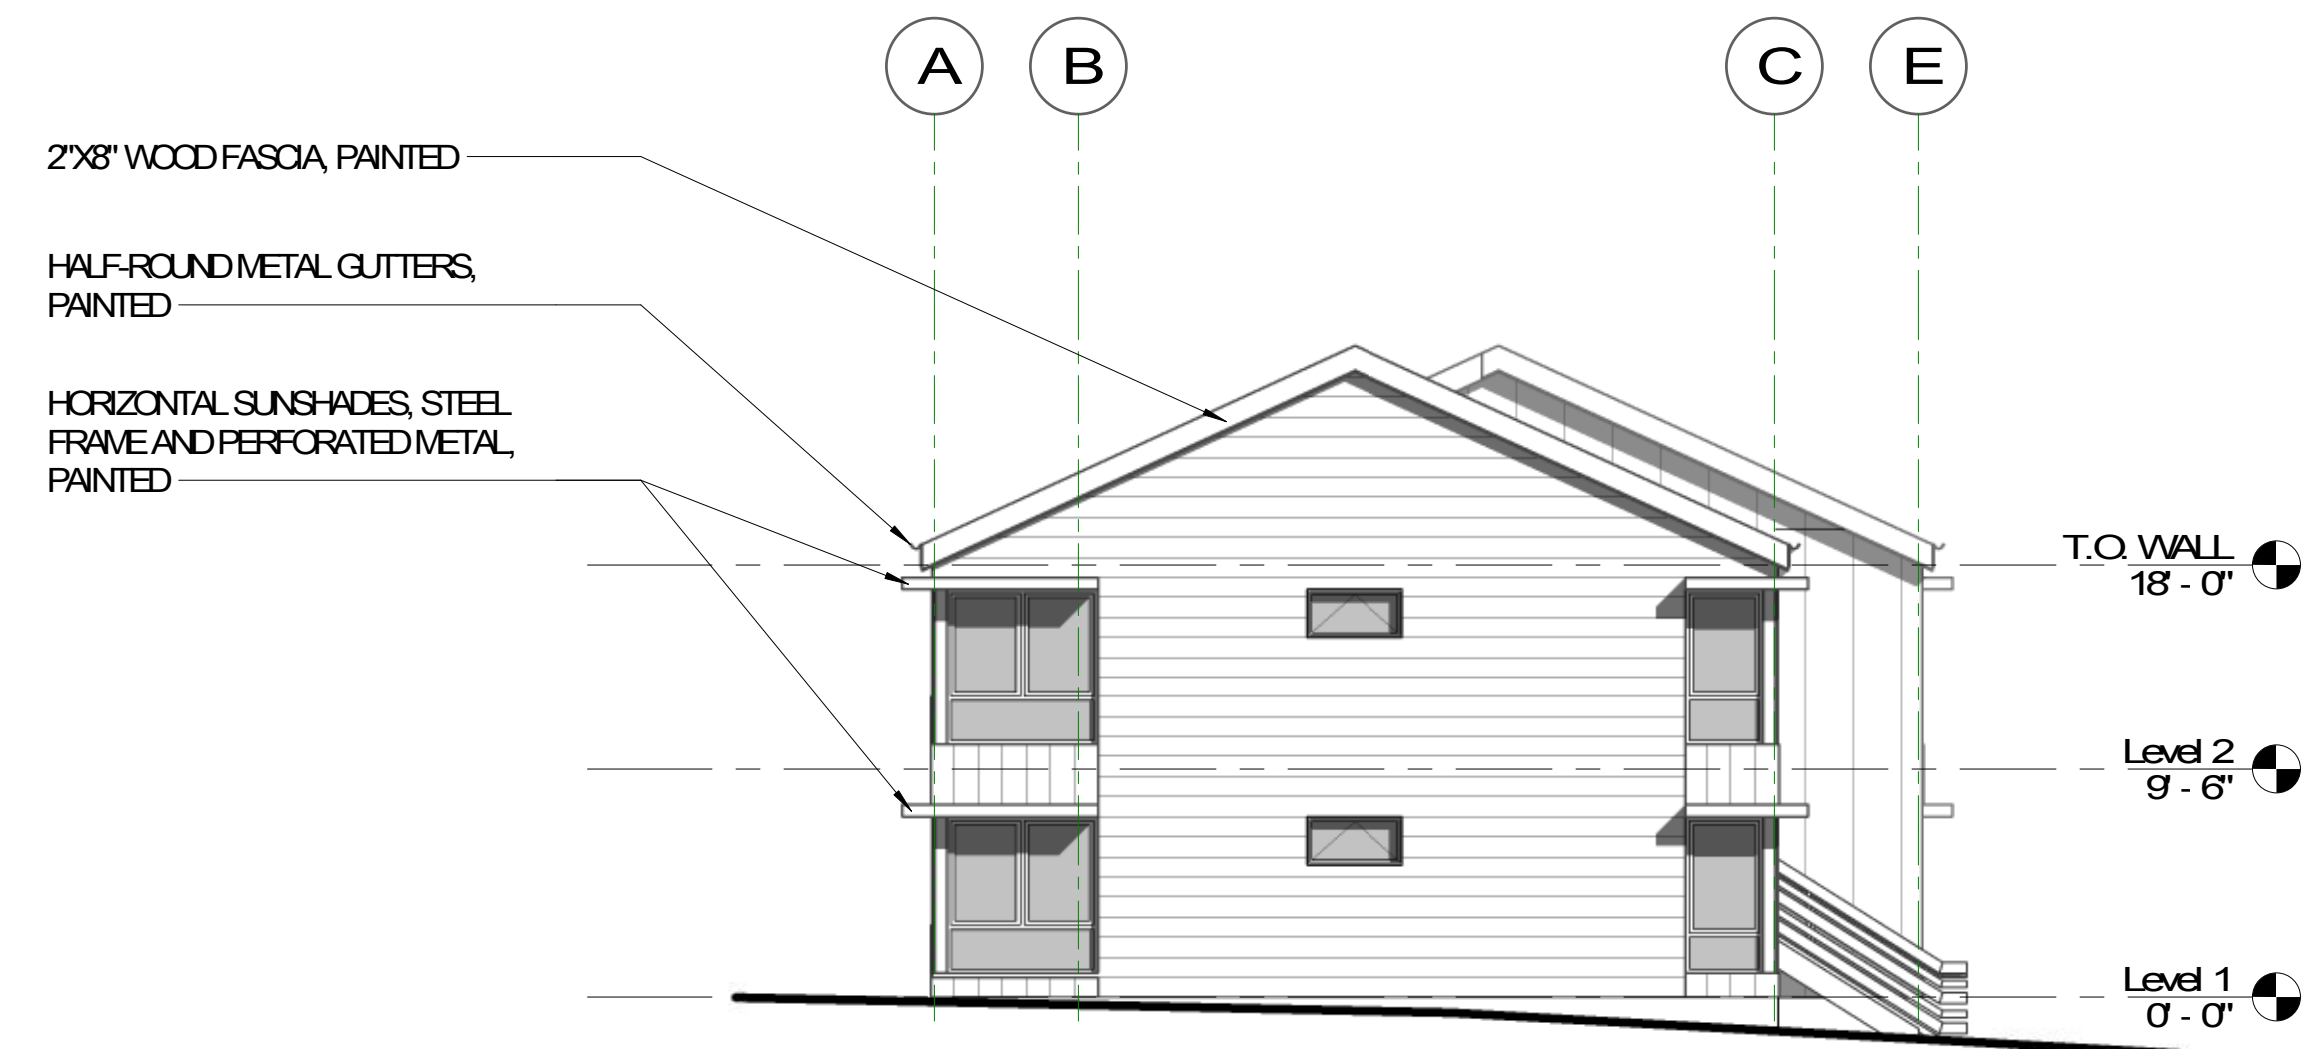 A B C E
2"X8" WOOD FASCIA, PAINTED
HALF-ROUND METAL GUTTERS,
PAINTED
HORIZONTAL SUNSHADES, STEEL
FRAME AND PERFORATED METAL,
PAINTED
T.O. WALL
18' - 0"
Level 2
9' - 6"
Level 1
0' - 0"